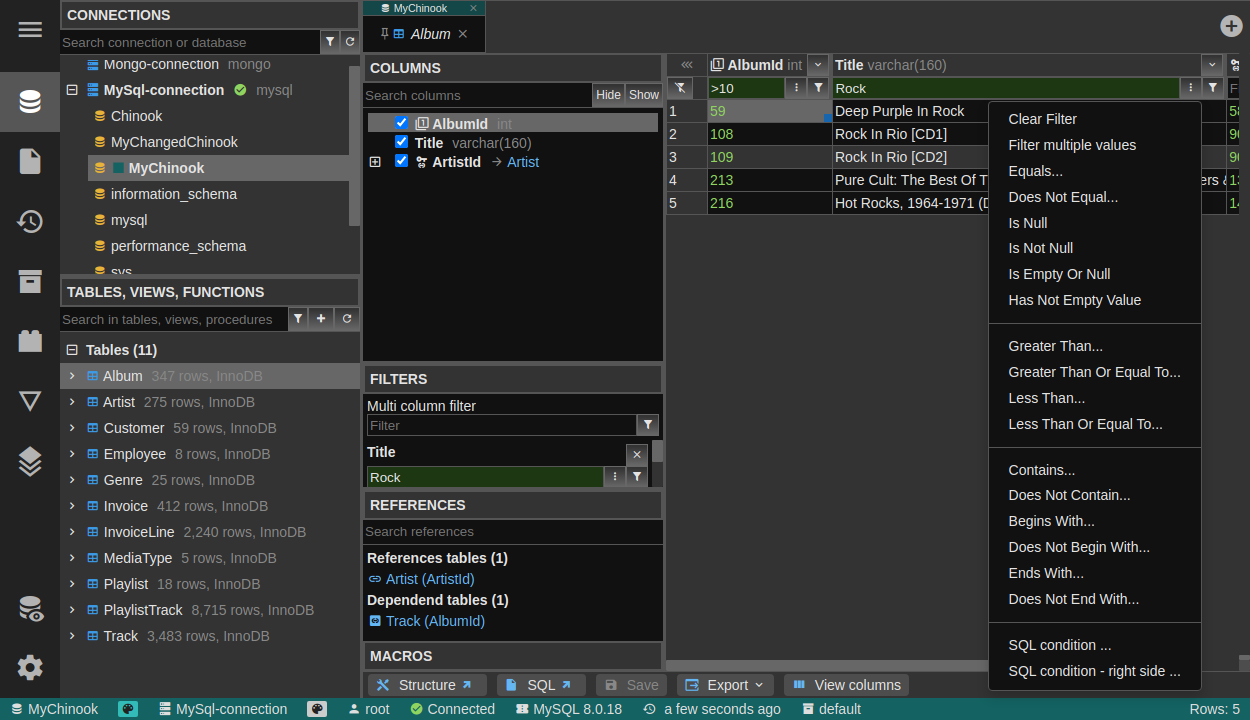 CONNECTIONS
Search connection or database
Mongo-connection mongo
MySql-connection mysql
Chinook
MyChangedChinook
MyChinook
information_schema
mysql
performance_schema
sys
TABLES, VIEWS, FUNCTIONS
Search in tables, views, procedures
Tables (11)
Album 347 rows, InnoDB
Artist 275 rows, InnoDB
Customer 59 rows, InnoDB
Employee 8 rows, InnoDB
Genre 25 rows, InnoDB
Invoice 412 rows, InnoDB
InvoiceLine 2,240 rows, InnoDB
MediaType 5 rows, InnoDB
Playlist 18 rows, InnoDB
PlaylistTrack 8,715 rows, InnoDB
Track 3,483 rows, InnoDB
MyChinook
Album
COLUMNS
Search columns Hide Show
AlbumId int
Title varchar(160)
ArtistId Artist
FILTERS
Multi column filter
Filter
Title
Rock
REFERENCES
Search references
References tables (1)
Artist (ArtistId)
Dependend tables (1)
Track (AlbumId)
MACROS
AlbumId int Title varchar(160)
>10 Rock
1 59 Deep Purple In Rock
2 108 Rock In Rio [CD1]
3 109 Rock In Rio [CD2]
4 213 Pure Cult: The Best Of
5 216 Hot Rocks, 1964-1971
Clear Filter
Filter multiple values
Equals...
Does Not Equal...
Is Null
Is Not Null
Is Empty Or Null
Has Not Empty Value
Greater Than...
Greater Than Or Equal To...
Less Than...
Less Than Or Equal To...
Contains...
Does Not Contain...
Begins With...
Does Not Begin With...
Ends With...
Does Not End With...
SQL condition ...
SQL condition - right side ...
Structure SQL Save Export View columns
MyChinook MySql-connection root Connected MySQL 8.0.18 a few seconds ago default Rows: 5